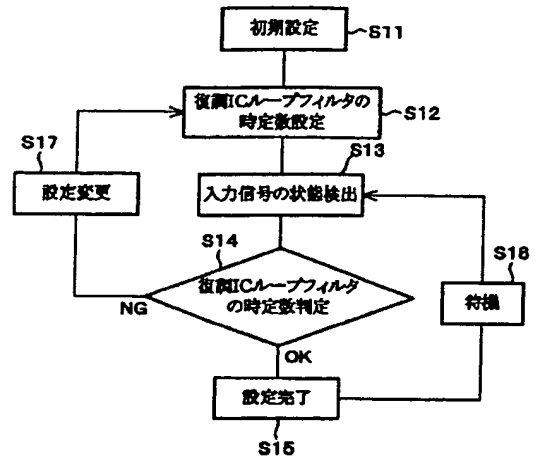 初期設定
S11
復調ICループフィルタの
時定数設定
S12
S17
設定変更
S13
入力信号の状態検出
S14
復調ICループフィルタ
の時定数判定
NG
OK
S18
待機
設定完了
S15